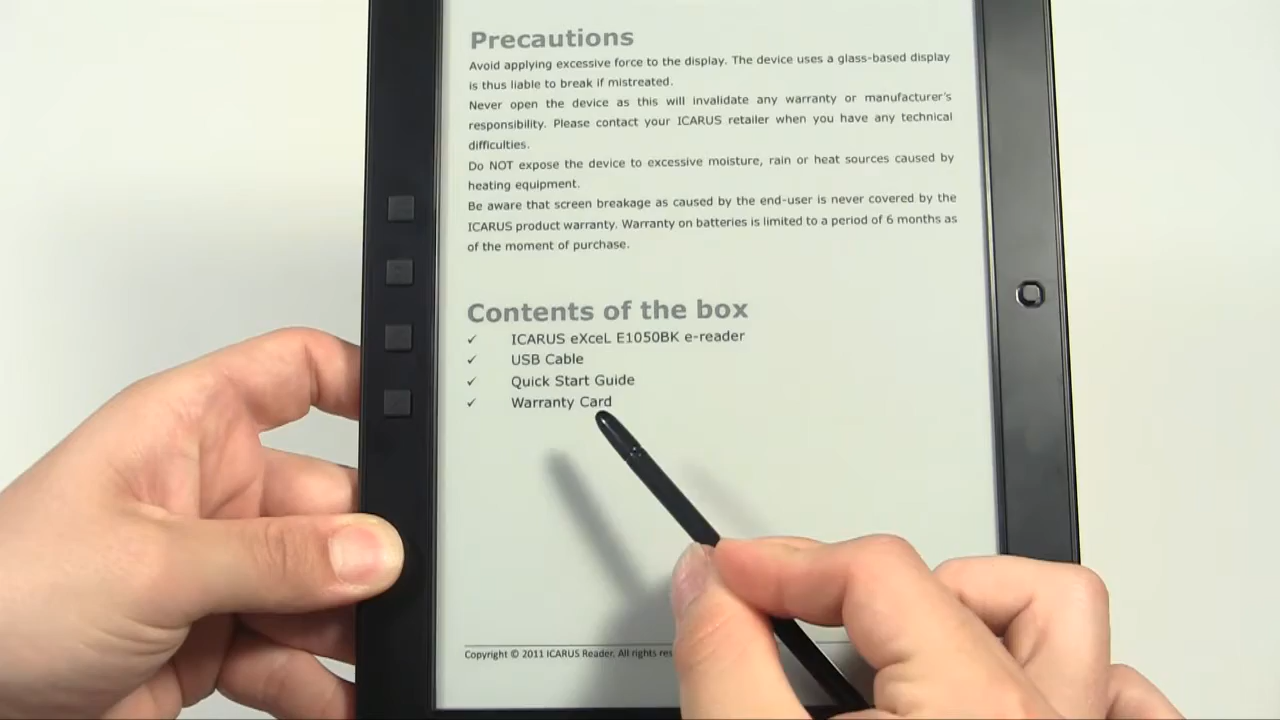 Precautions
Avoid applying excessive force to the display. The device uses a glass-based display
is thus liable to break if mistreated.
Never open the device as this will invalidate any warranty or manufacturer's
responsibility. Please contact your ICARUS retailer when you have any technical
difficulties.
Do NOT expose the device to excessive moisture, rain or heat sources caused by
heating equipment.
Be aware that screen breakage as caused by the end-user is never covered by the
ICARUS product warranty. Warranty on batteries is limited to a period of 6 months as
of the moment of purchase.
Contents of the box
✓ ICARUS eXceL E1050BK e-reader
✓ USB Cable
✓ Quick Start Guide
✓ Warranty Card
Copyright © 2011 ICARUS Reader. All rights